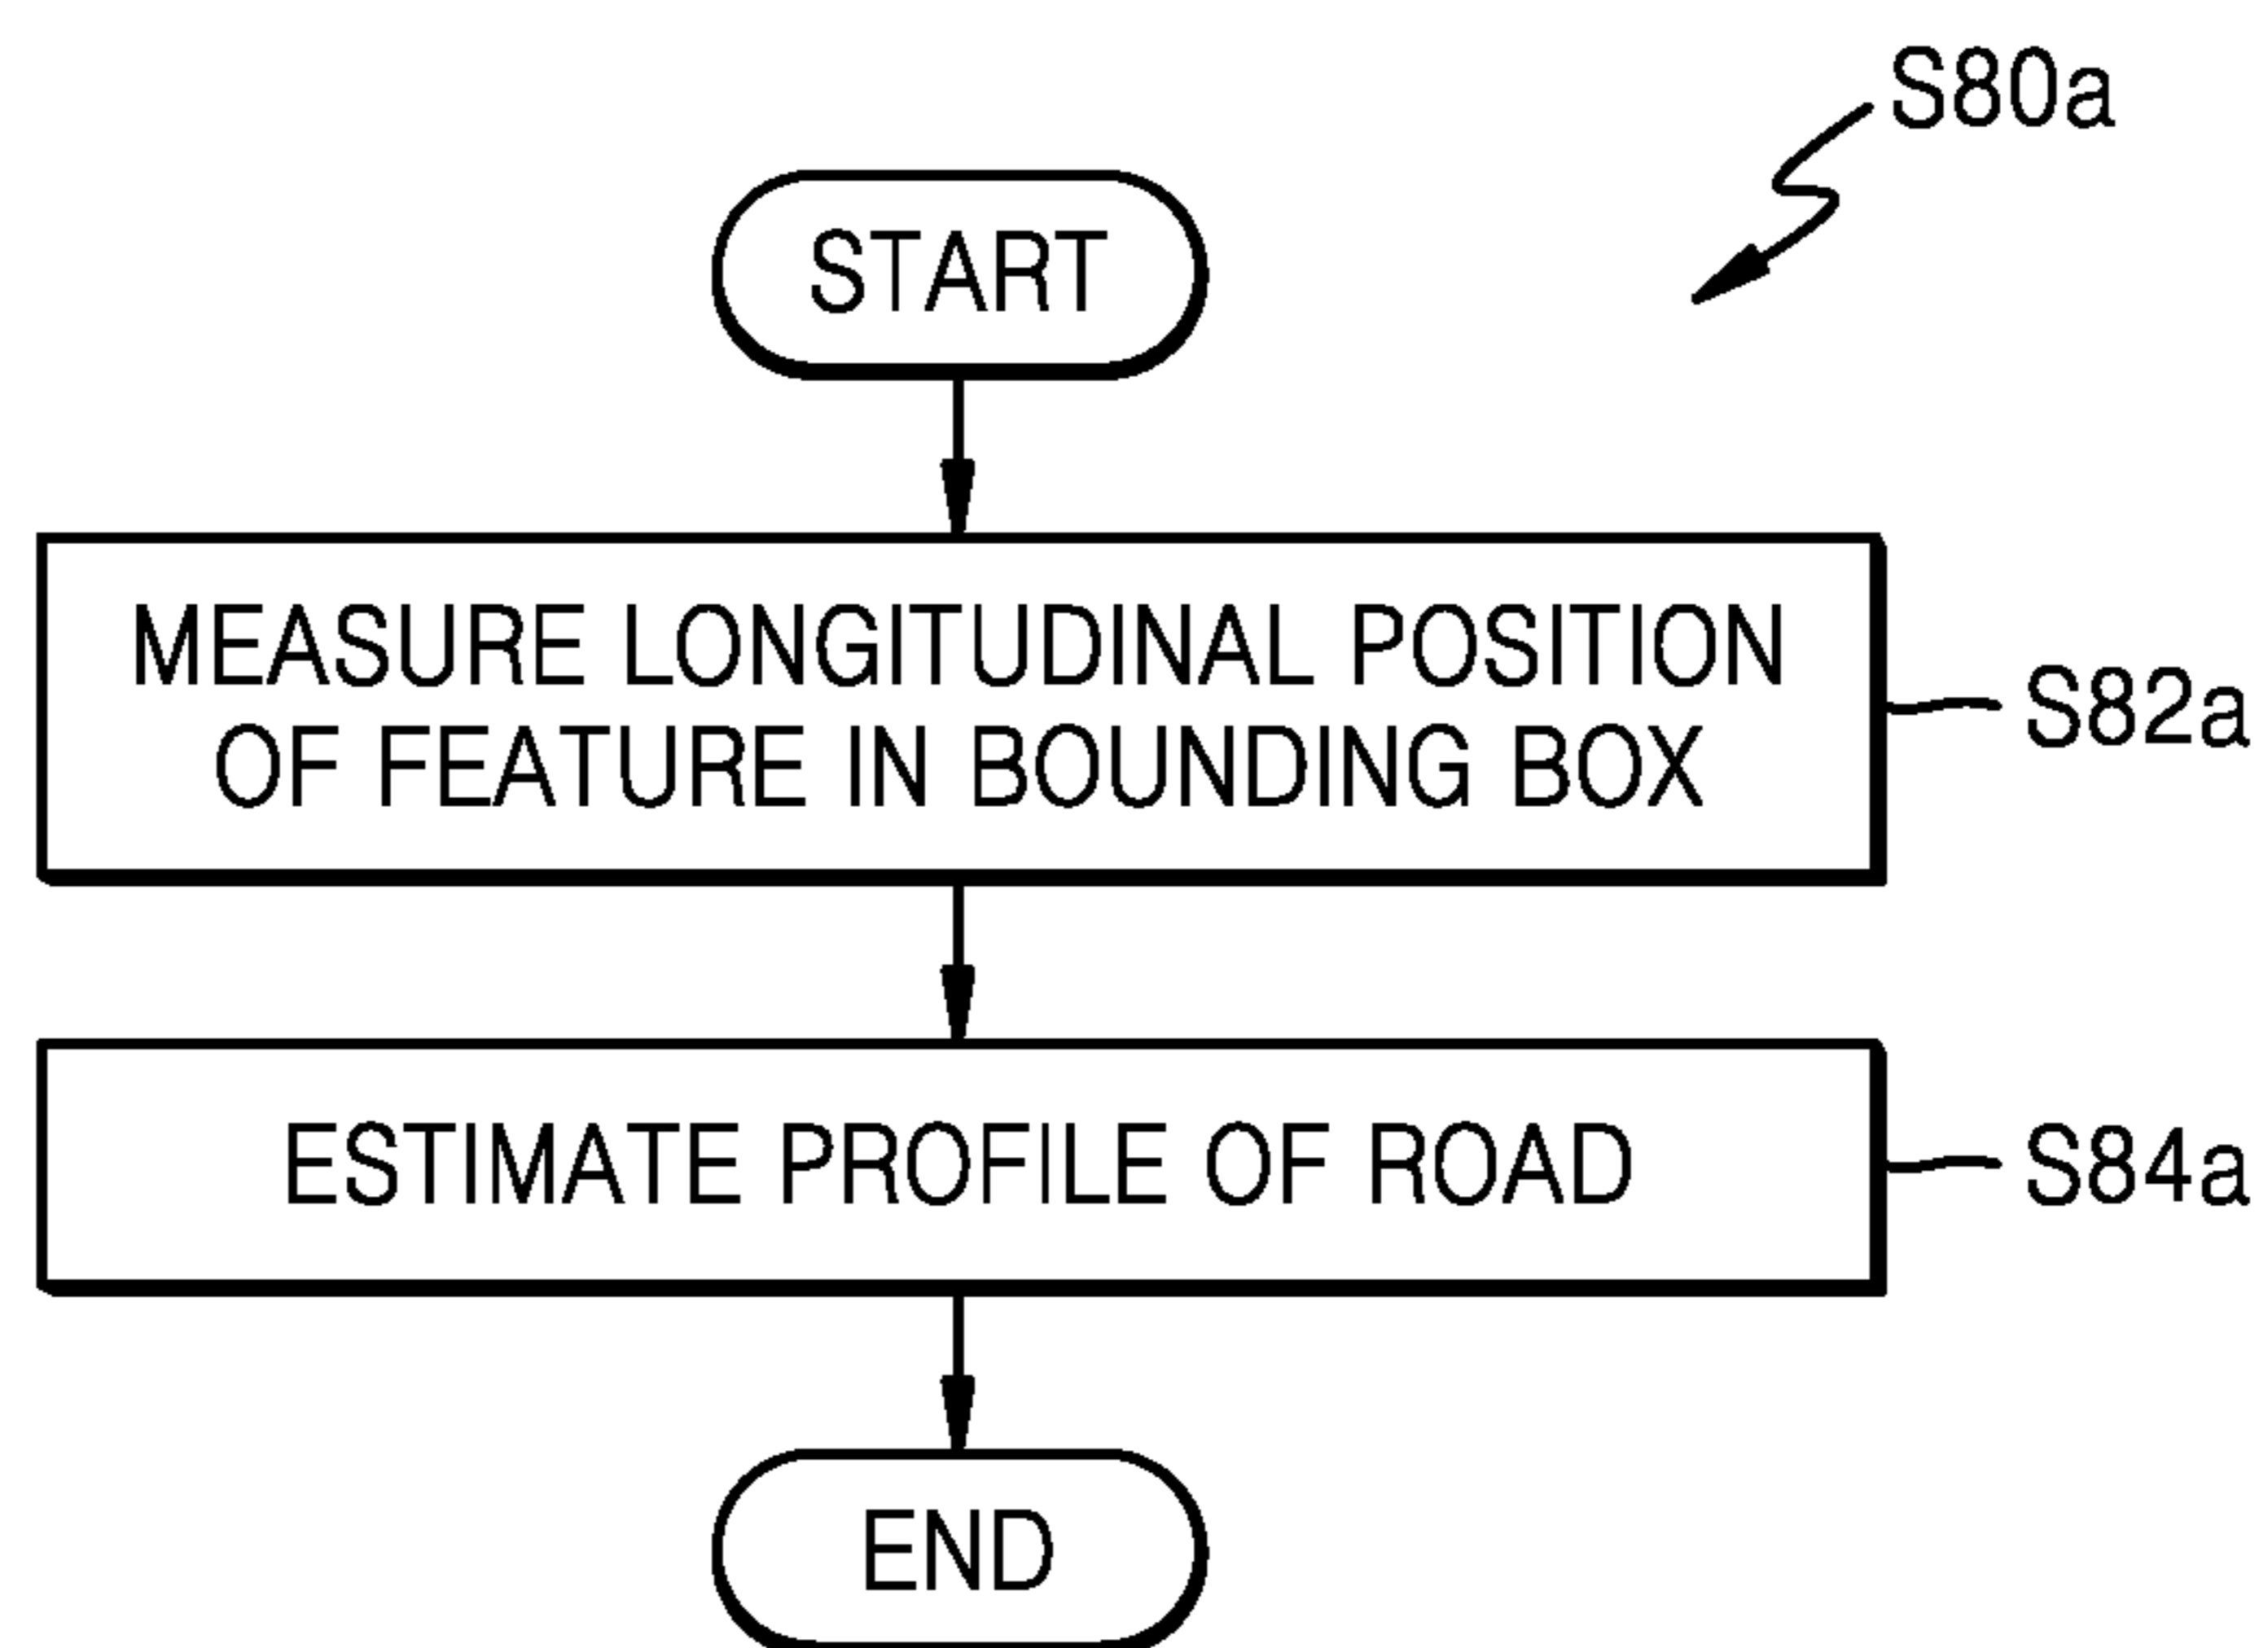 S80a
START
MEASURE LONGITUDINAL POSITION
OF FEATURE IN BOUNDING BOX
S82a
ESTIMATE PROFILE OF ROAD
S84a
END